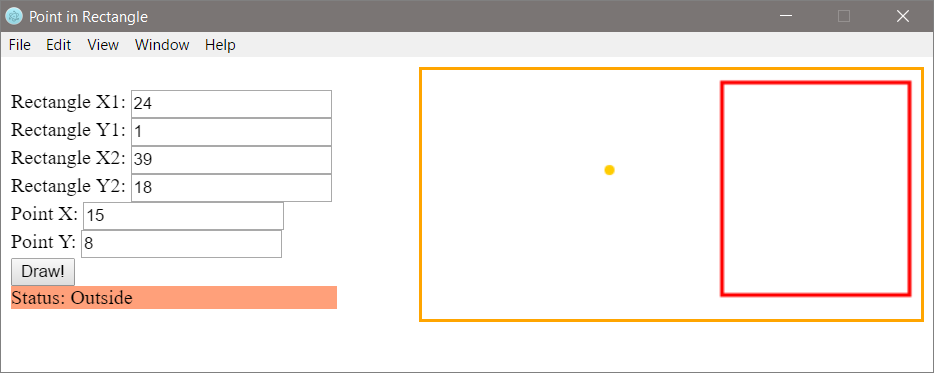 Point in Rectangle
File Edit View Window Help
Rectangle X1: 24
Rectangle Y1: 1
Rectangle X2: 39
Rectangle Y2: 18
Point X: 15
Point Y: 8
Draw!
Status: Outside